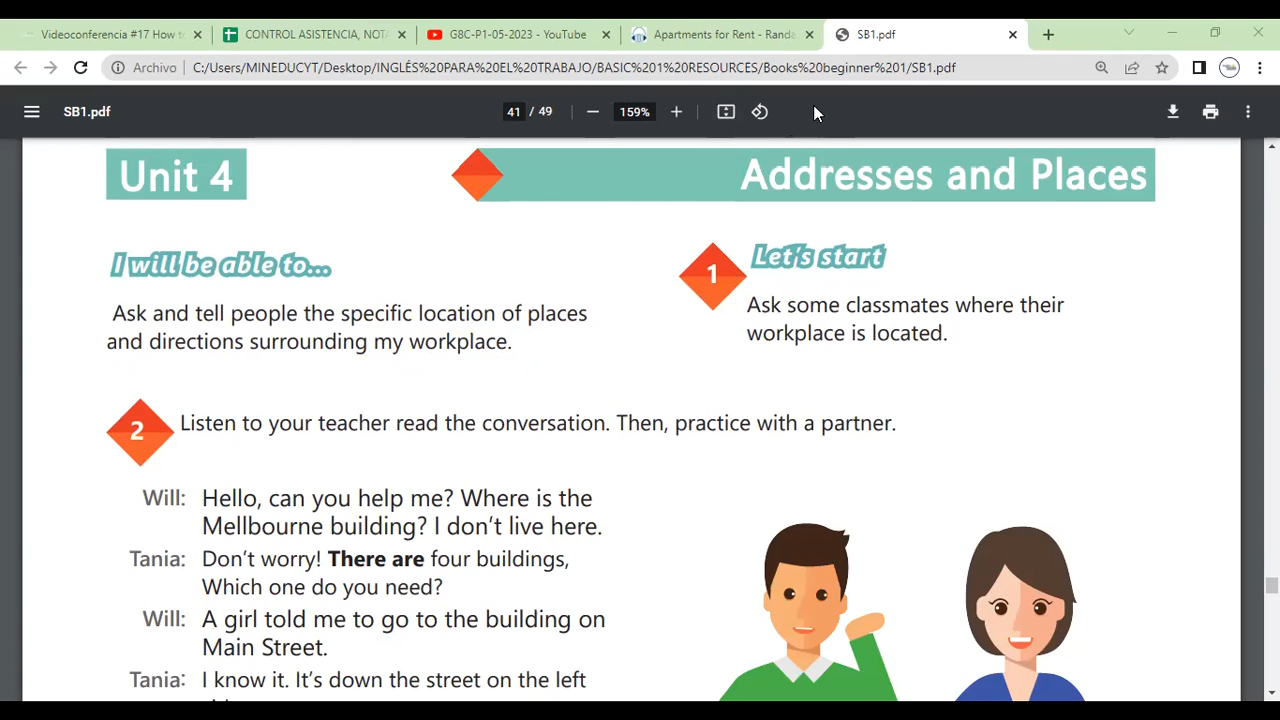 Videoconferencia #17 How to
CONTROL ASISTENCIA, NOTA
G8C-P1-05-2023 - YouTube
Apartments for Rent - Randa
SB1.pdf
Archivo
C:/Users/MINEDUCYT/Desktop/INGLÉS%20PARA%20EL%20TRABAJO/BASIC%201%20RESOURCES/Books%20beginner%201/SB1.pdf
SB1.pdf
41 / 49
159%
Unit 4
Addresses and Places
I will be able to...
Ask and tell people the specific location of places
and directions surrounding my workplace.
1
Let's start
Ask some classmates where their
workplace is located.
2
Listen to your teacher read the conversation. Then, practice with a partner.
Will: Hello, can you help me? Where is the
Mellbourne building? I don't live here.
Tania: Don't worry! There are four buildings,
Which one do you need?
Will: A girl told me to go to the building on
Main Street.
Tania: I know it. It's down the street on the left